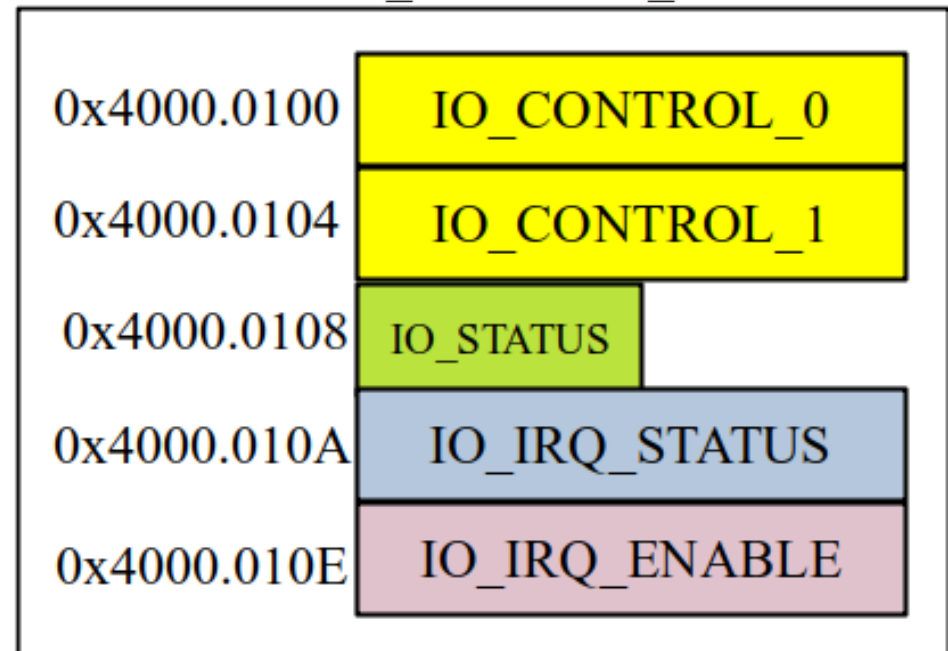 0x4000.0100 IO_CONTROL_0
0x4000.0104 IO_CONTROL_1
0x4000.0108 IO_STATUS
0x4000.010A IO_IRQ_STATUS
0x4000.010E IO_IRQ_ENABLE